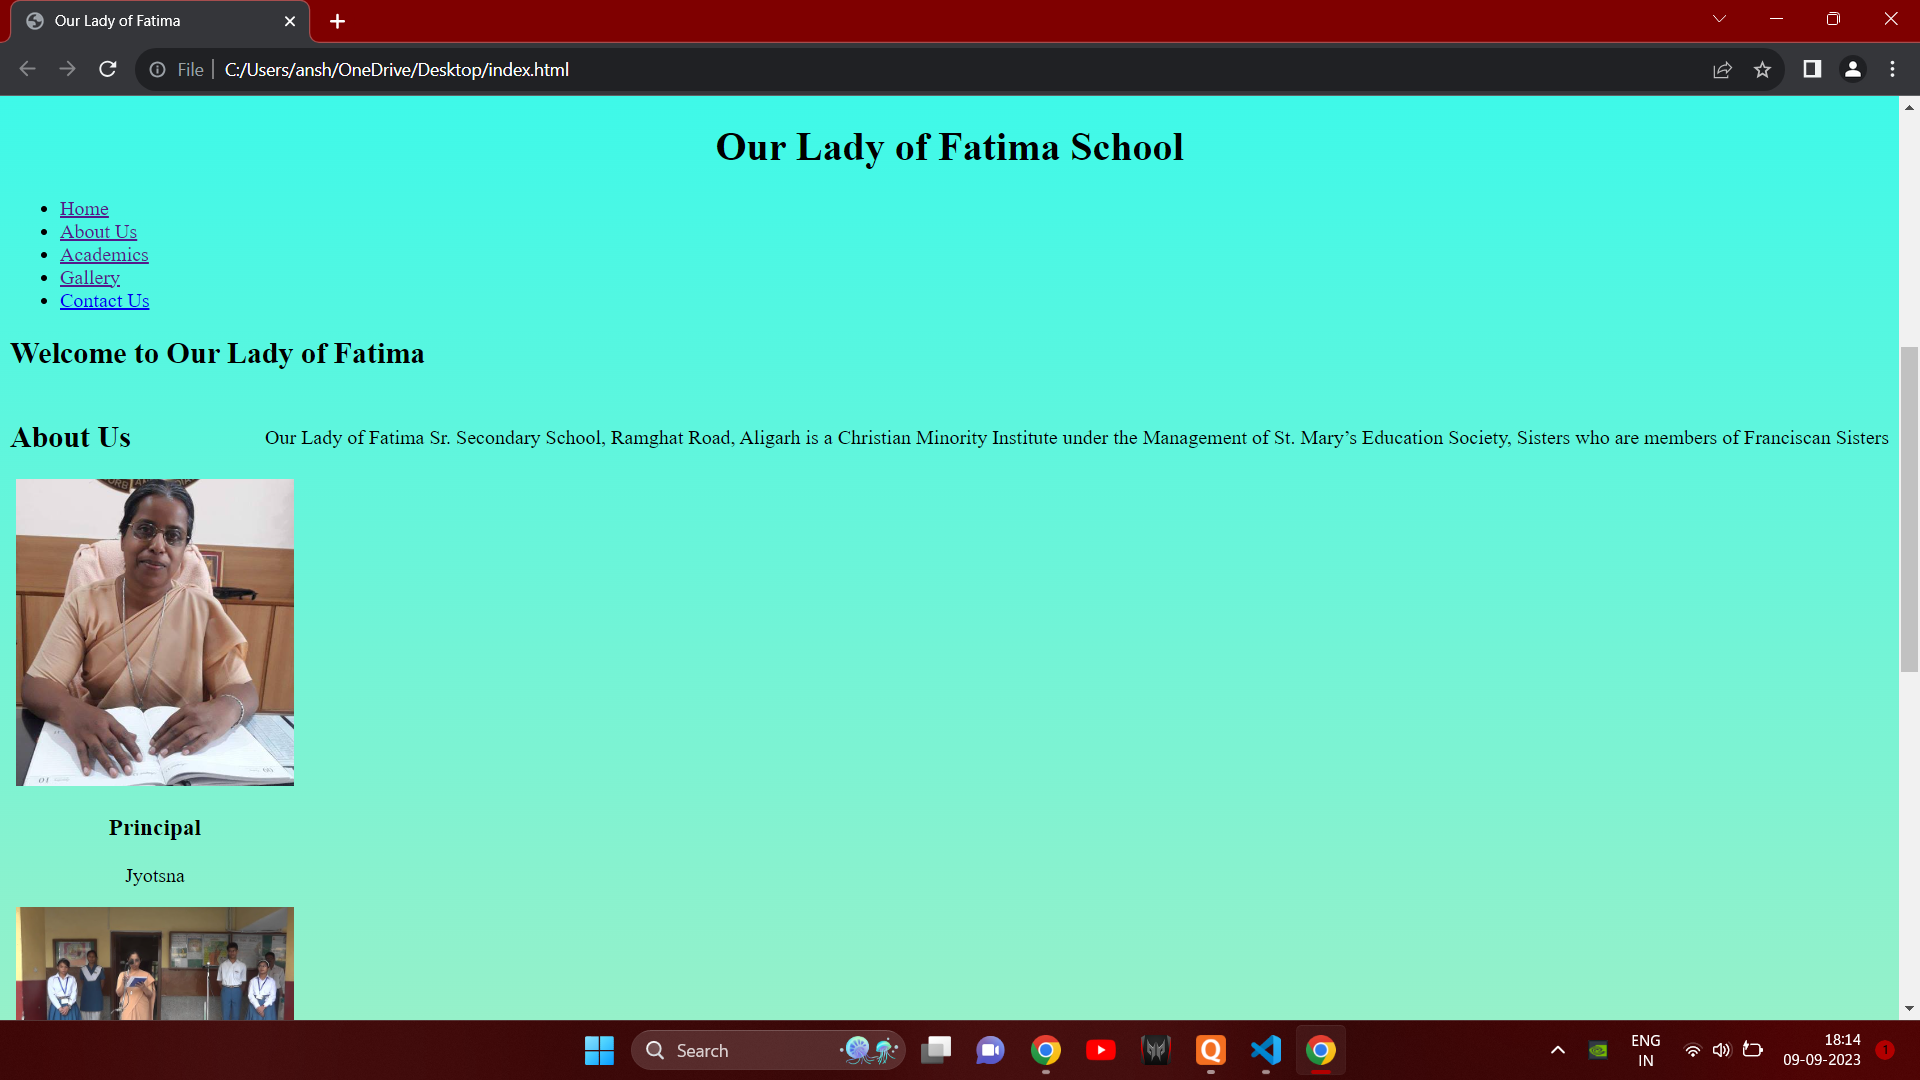 Our Lady of Fatima
File
C:/Users/ansh/OneDrive/Desktop/index.html
Our Lady of Fatima School
Home
About Us
Academics
Gallery
Contact Us
Welcome to Our Lady of Fatima
About Us
Our Lady of Fatima Sr. Secondary School, Ramghat Road, Aligarh is a Christian Minority Institute under the Management of St. Mary’s Education Society, Sisters who are members of Franciscan Sisters
Principal
Jyotsna
Search
ENG
IN
18:14
09-09-2023
1